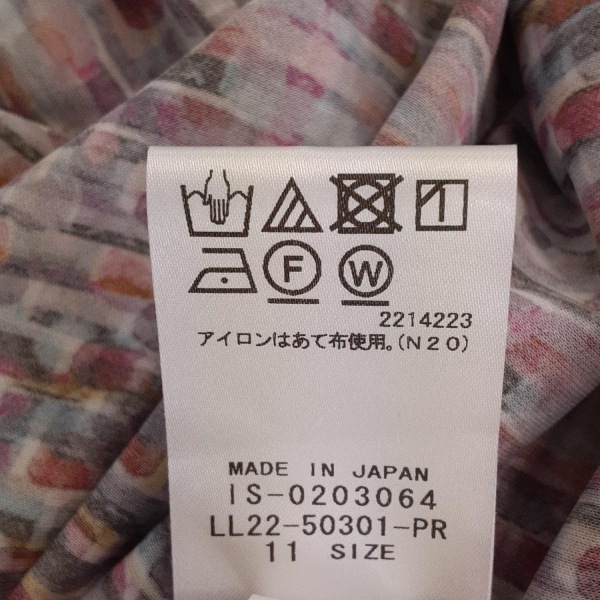 F W
2214223
アイロンはあて布使用。(N20)
MADE IN JAPAN
IS-0203064
LL22-50301-PR
11 SIZE